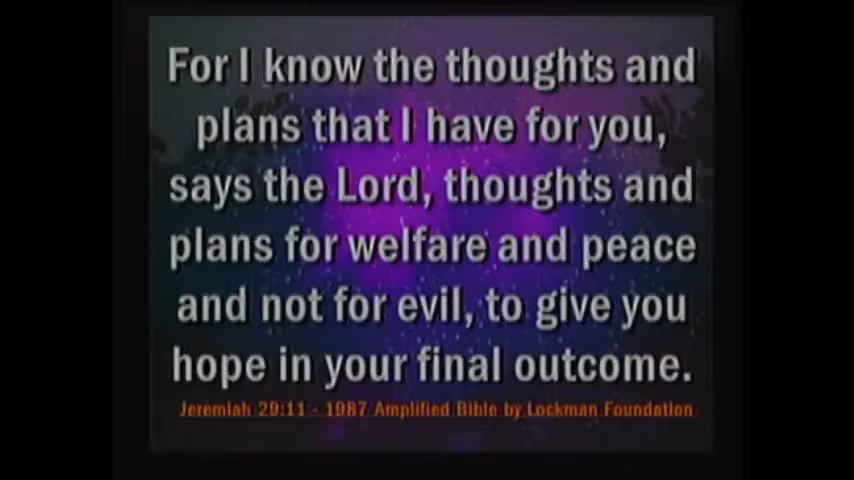 For I know the thoughts and
plans that I have for you,
says the Lord, thoughts and
plans for welfare and peace
and not for evil, to give you
hope in your final outcome.
Jeremiah 29:11 - 1987 Amplified Bible by Lockman Foundation